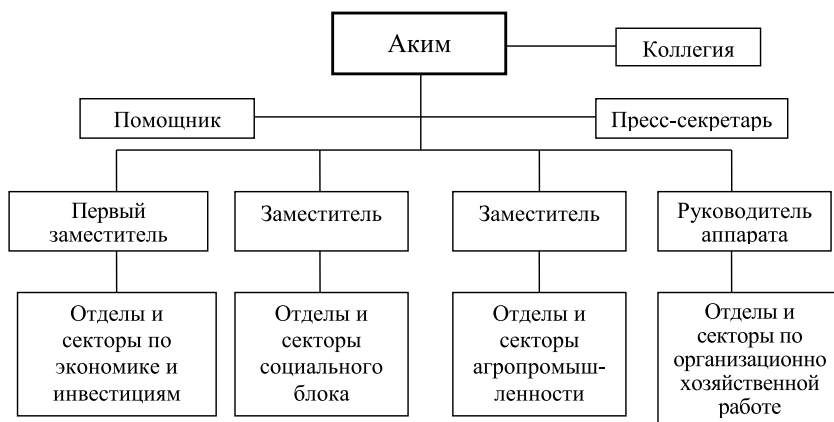 Аким
Коллегия
Помощник
Пресс-секретарь
Первый
заместитель
Заместитель
Заместитель
Руководитель
аппарата
Отделы и
секторы по
экономике и
инвестициям
Отделы и
секторы
социального
блока
Отделы и
секторы
агропромыш-
ленности
Отделы и
секторы по
организационно
хозяйственной
работе